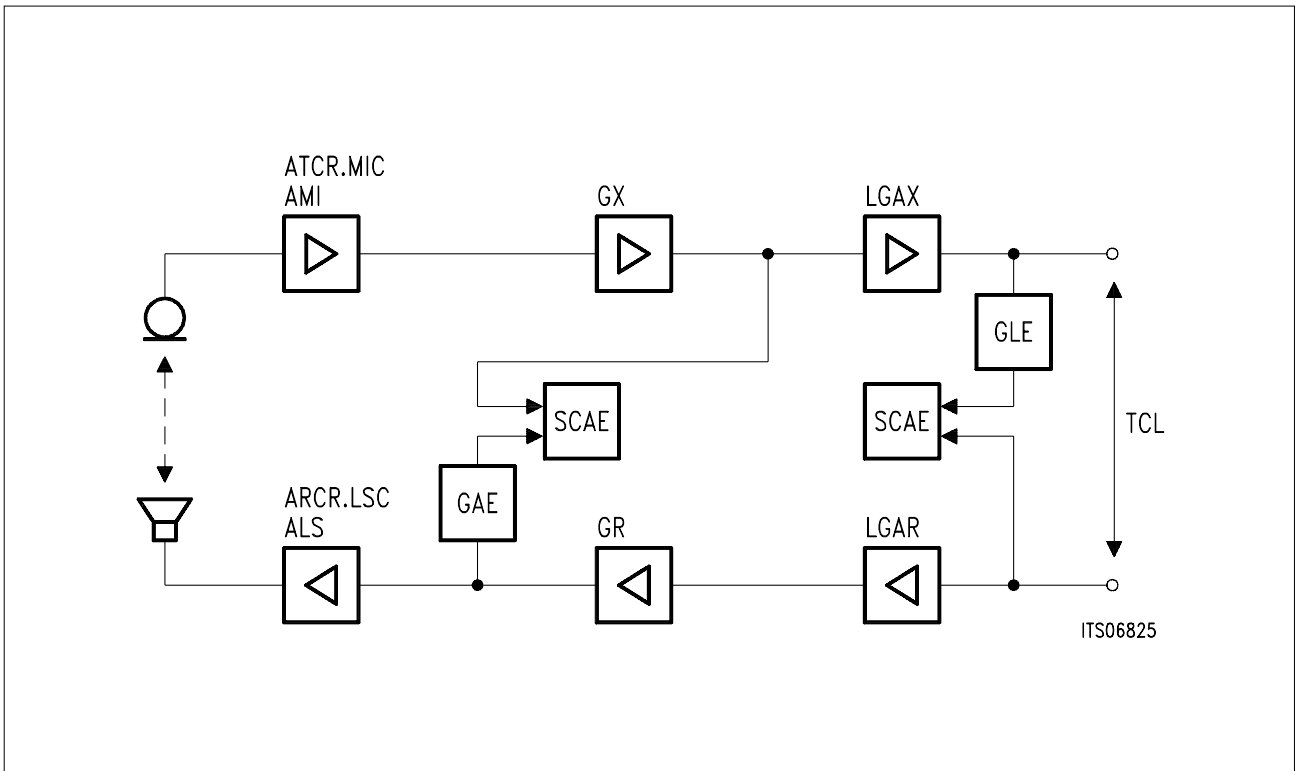 ATCR.MIC
AMI
GX
LGAX
GLE
SCAE
SCAE
TCL
GAE
ARCR.LSC
ALS
GR
LGAR
ITS06825